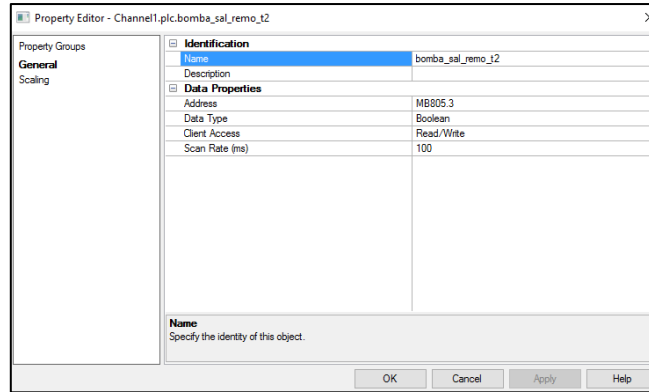 Property Editor - Channel1.plc.bomba_sal_remo_t2
Property Groups
General
Scaling
Identification
Name bomba_sal_remo_t2
Description
Data Properties
Address MB805.3
Data Type Boolean
Client Access Read/Write
Scan Rate (ms) 100
Name
Specify the identity of this object.
OK Cancel Apply Help